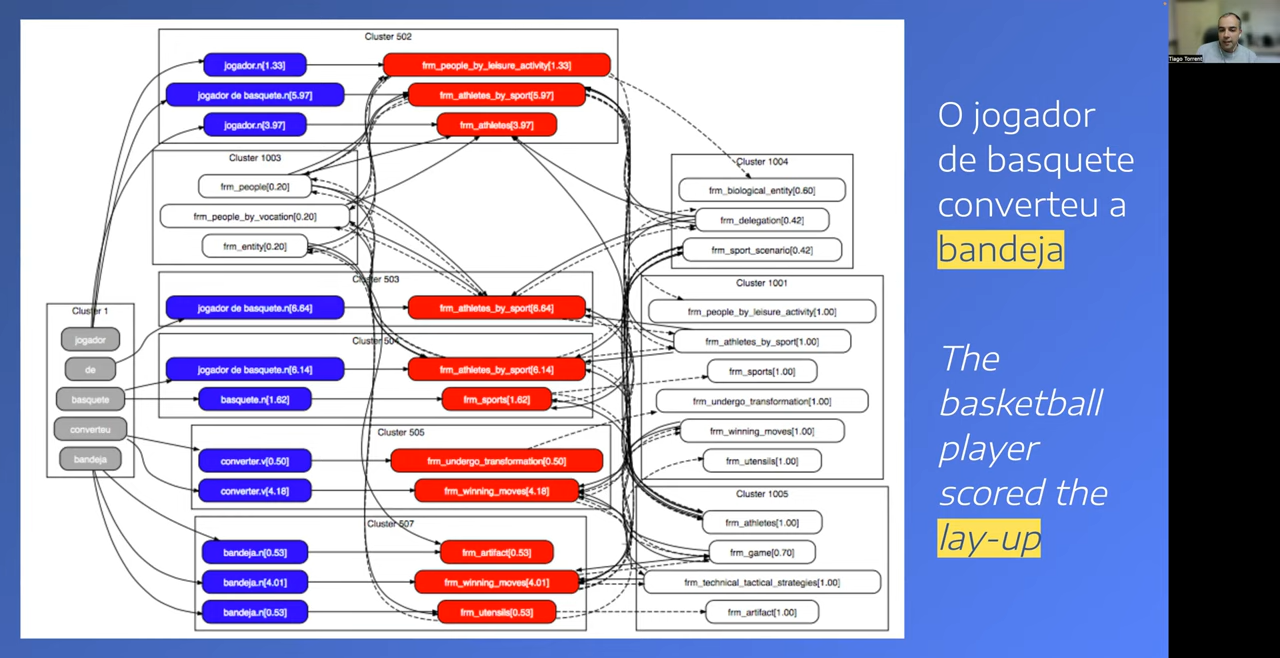 Cluster 502
jogador.n[1.33]
frm_people_by_leisure_activity[1.33]
jogador de basquete.n[5.97]
frm_athletes_by_sport[5.97]
jogador.n[3.97]
frm_athletes[3.97]
Cluster 1003
frm_people[0.20]
frm_people_by_vocation[0.20]
frm_entity[0.20]
Cluster 503
jogador de basquete.n[6.64]
frm_athletes_by_sport[6.64]
Cluster 504
jogador de basquete.n[6.14]
frm_athletes_by_sport[6.14]
basquete.n[1.62]
frm_sports[1.62]
Cluster 1
jogador
de
basquete
converteu
bandeja
Cluster 505
converter.v[0.50]
frm_undergo_transformation[0.50]
converter.v[4.18]
frm_winning_moves[4.18]
Cluster 507
bandeja.n[0.53]
frm_artifact[0.53]
bandeja.n[4.01]
frm_winning_moves[4.01]
bandeja.n[0.53]
frm_utensils[0.53]
Cluster 1004
frm_biological_entity[0.60]
frm_delegation[0.42]
frm_sport_scenario[0.42]
Cluster 1001
frm_people_by_leisure_activity[1.00]
frm_athletes_by_sport[1.00]
frm_sports[1.00]
frm_undergo_transformation[1.00]
frm_winning_moves[1.00]
frm_utensils[1.00]
Cluster 1005
frm_athletes[1.00]
frm_game[0.70]
frm_technical_tactical_strategies[1.00]
frm_artifact[1.00]
O jogador
de basquete
converteu a
bandeja
The
basketball
player
scored the
lay-up
Tiago Torrent